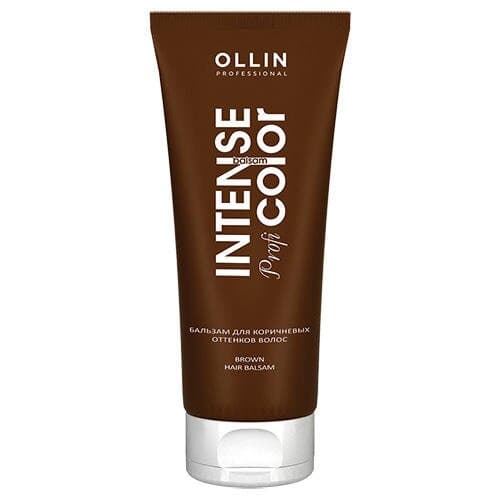 OLLIN
PROFESSIONAL
INTENSE
balsam
Profi
color
БАЛЬЗАМ ДЛЯ КОРИЧНЕВЫХ
ОТТЕНКОВ ВОЛОС
BROWN
HAIR BALSAM